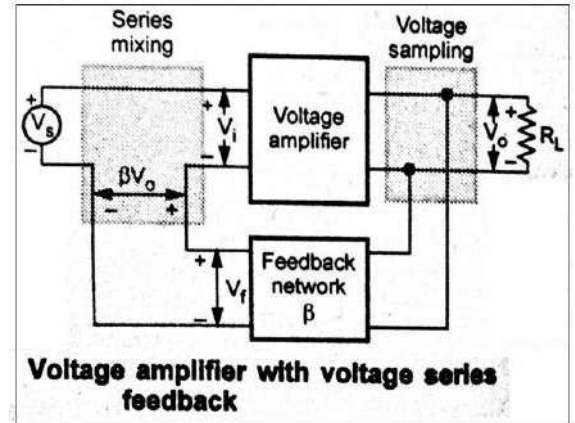 Series
mixing
Voltage
sampling
+
Vs
−
+
Vi
−
Voltage
amplifier
+
Vo
−
RL
βVo
− +
+
Vf
−
Feedback
network
β
Voltage amplifier with voltage series
feedback